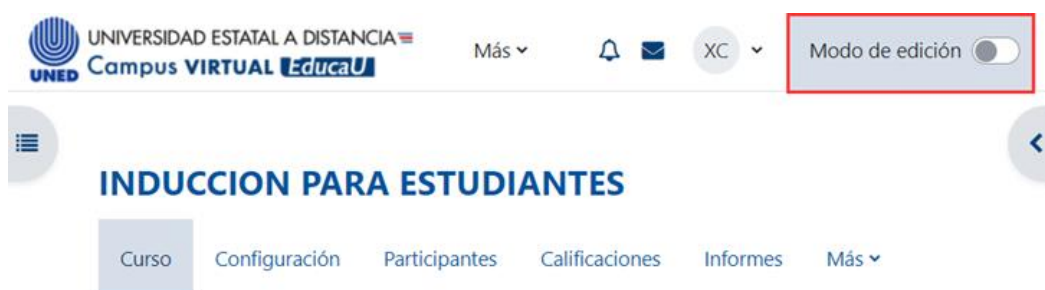 UNED
UNIVERSIDAD ESTATAL A DISTANCIA
Campus VIRTUAL EducaU
Más
XC
Modo de edición
INDUCCION PARA ESTUDIANTES
Curso Configuración Participantes Calificaciones Informes Más